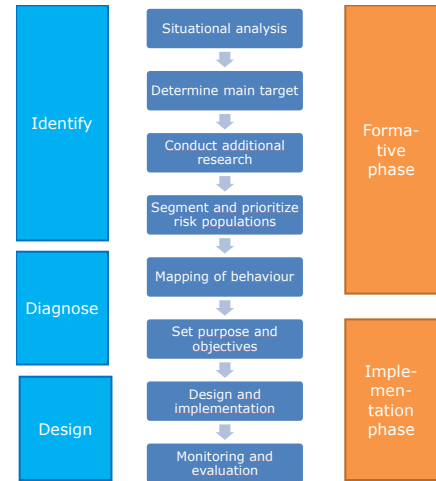 Identify
Diagnose
Design
Situational analysis
Determine main target
Conduct additional
research
Segment and prioritize
risk populations
Mapping of behaviour
Set purpose and
objectives
Design and
implementation
Monitoring and
evaluation
Forma-
tive
phase
Imple-
men-
tation
phase